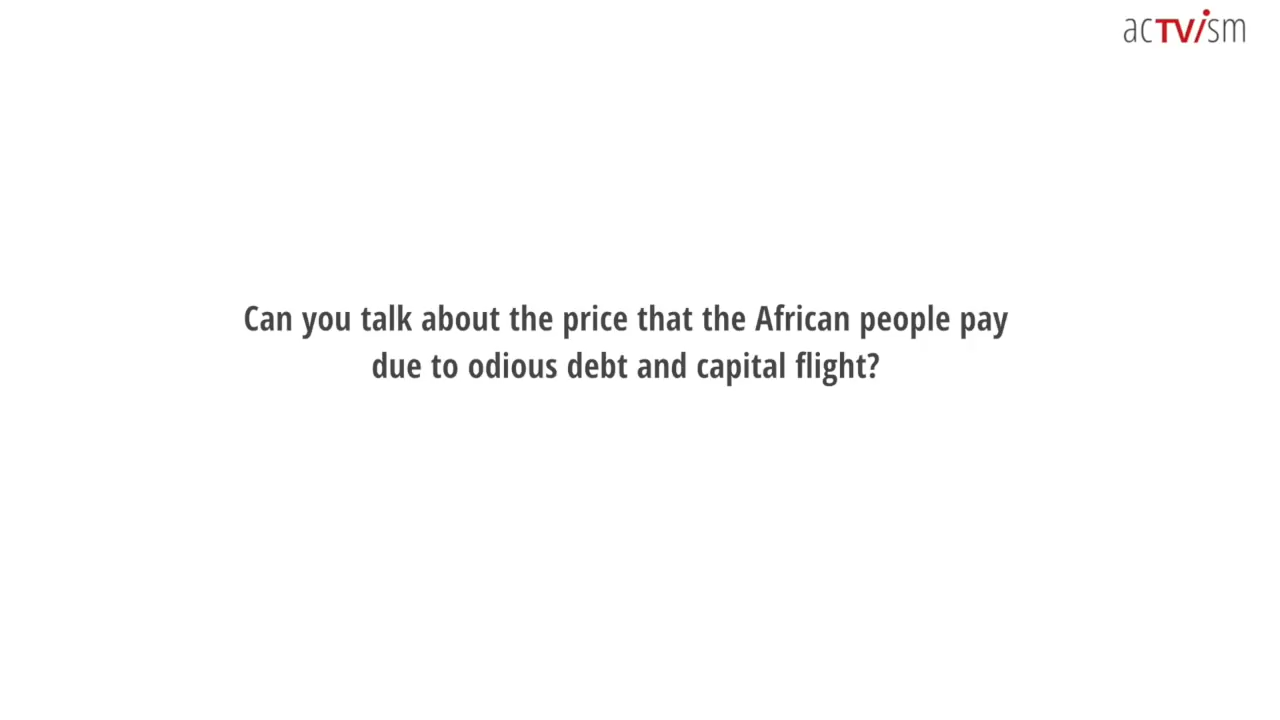 acTVism
Can you talk about the price that the African people pay
due to odious debt and capital flight?